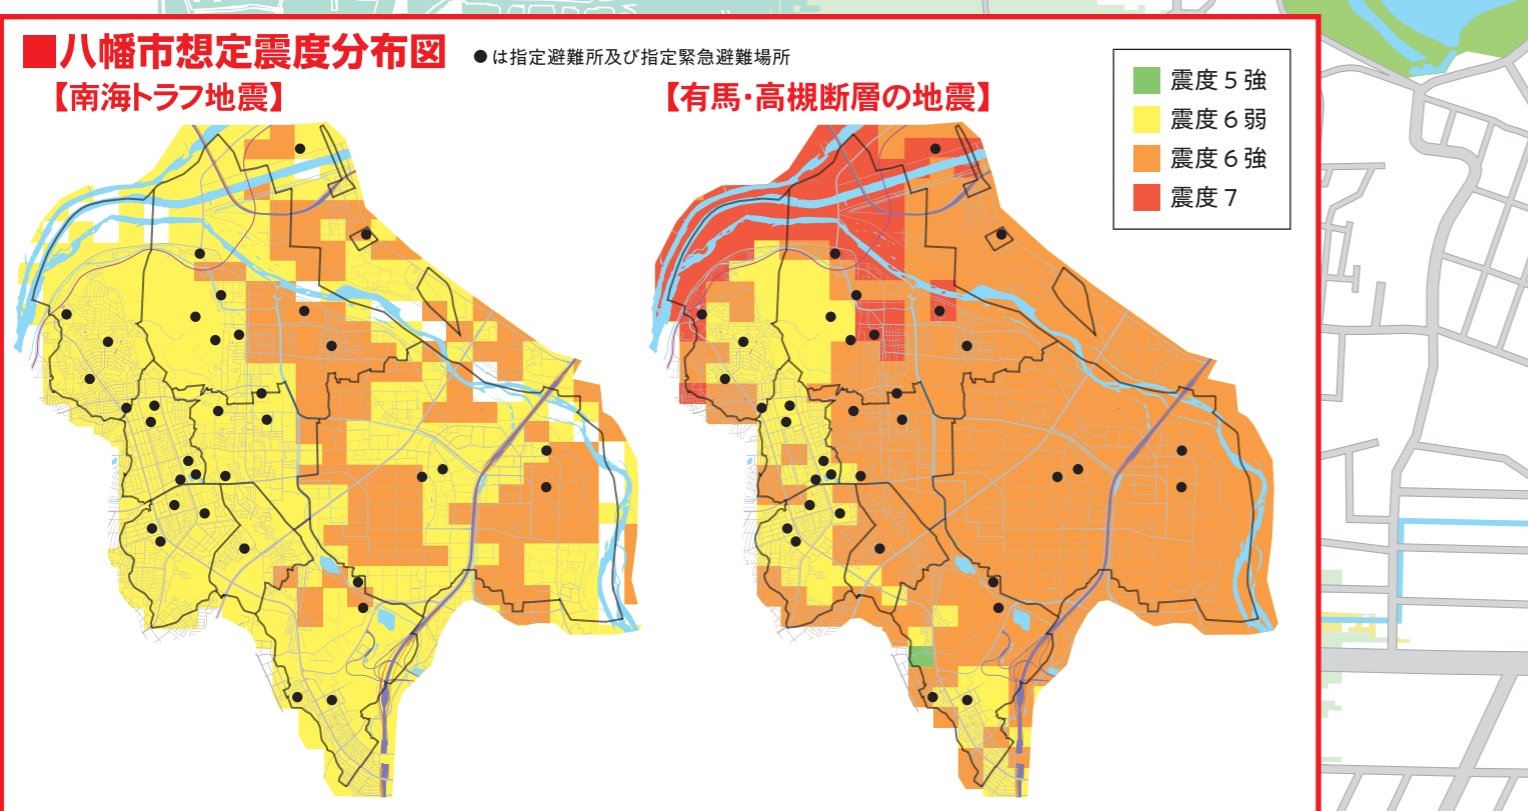 ■八幡市想定震度分布図
●は指定避難所及び指定緊急避難場所
【南海トラフ地震】
【有馬・高槻断層の地震】
震度5強
震度6弱
震度6強
震度7